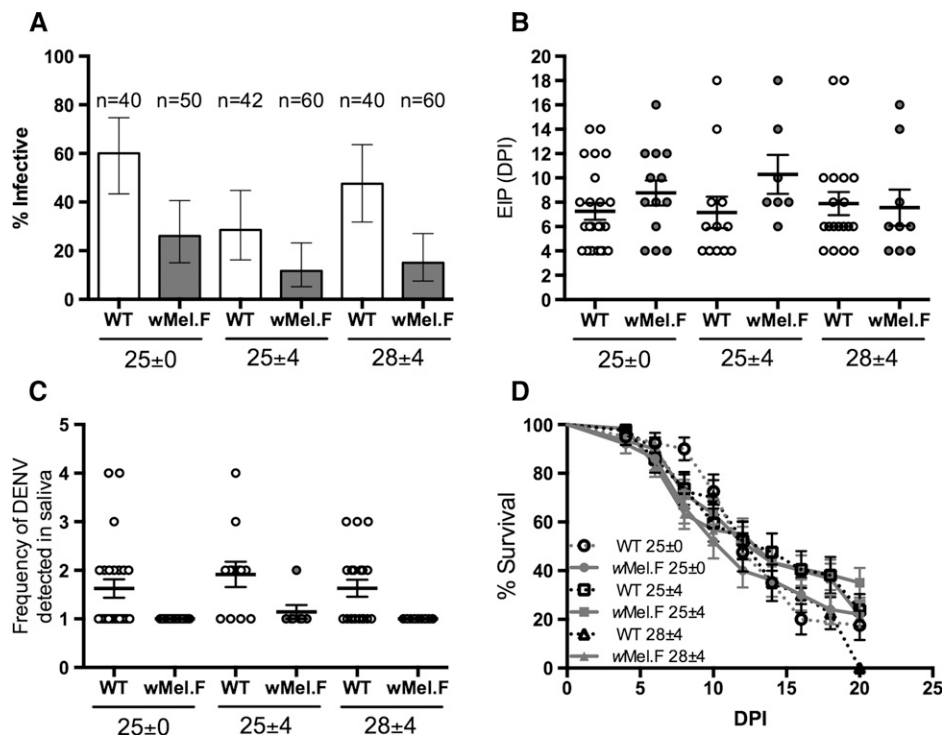 A
% Infective
100
80
60
40
20
0
n=40 n=50 n=42 n=60 n=40 n=60
WT wMel.F WT wMel.F WT wMel.F
25±0 25±4 28±4
B
EIP (DPI)
20
18
16
14
12
10
8
6
4
2
0
WT wMel.F WT wMel.F WT wMel.F
25±0 25±4 28±4
C
Frequency of DENV
detected in saliva
5
4
3
2
1
0
WT wMel.F WT wMel.F WT wMel.F
25±0 25±4 28±4
D
% Survival
100
80
60
40
20
0
WT 25±0
wMel.F 25±0
WT 25±4
wMel.F 25±4
WT 28±4
wMel.F 28±4
0 5 10 15 20 25
DPI